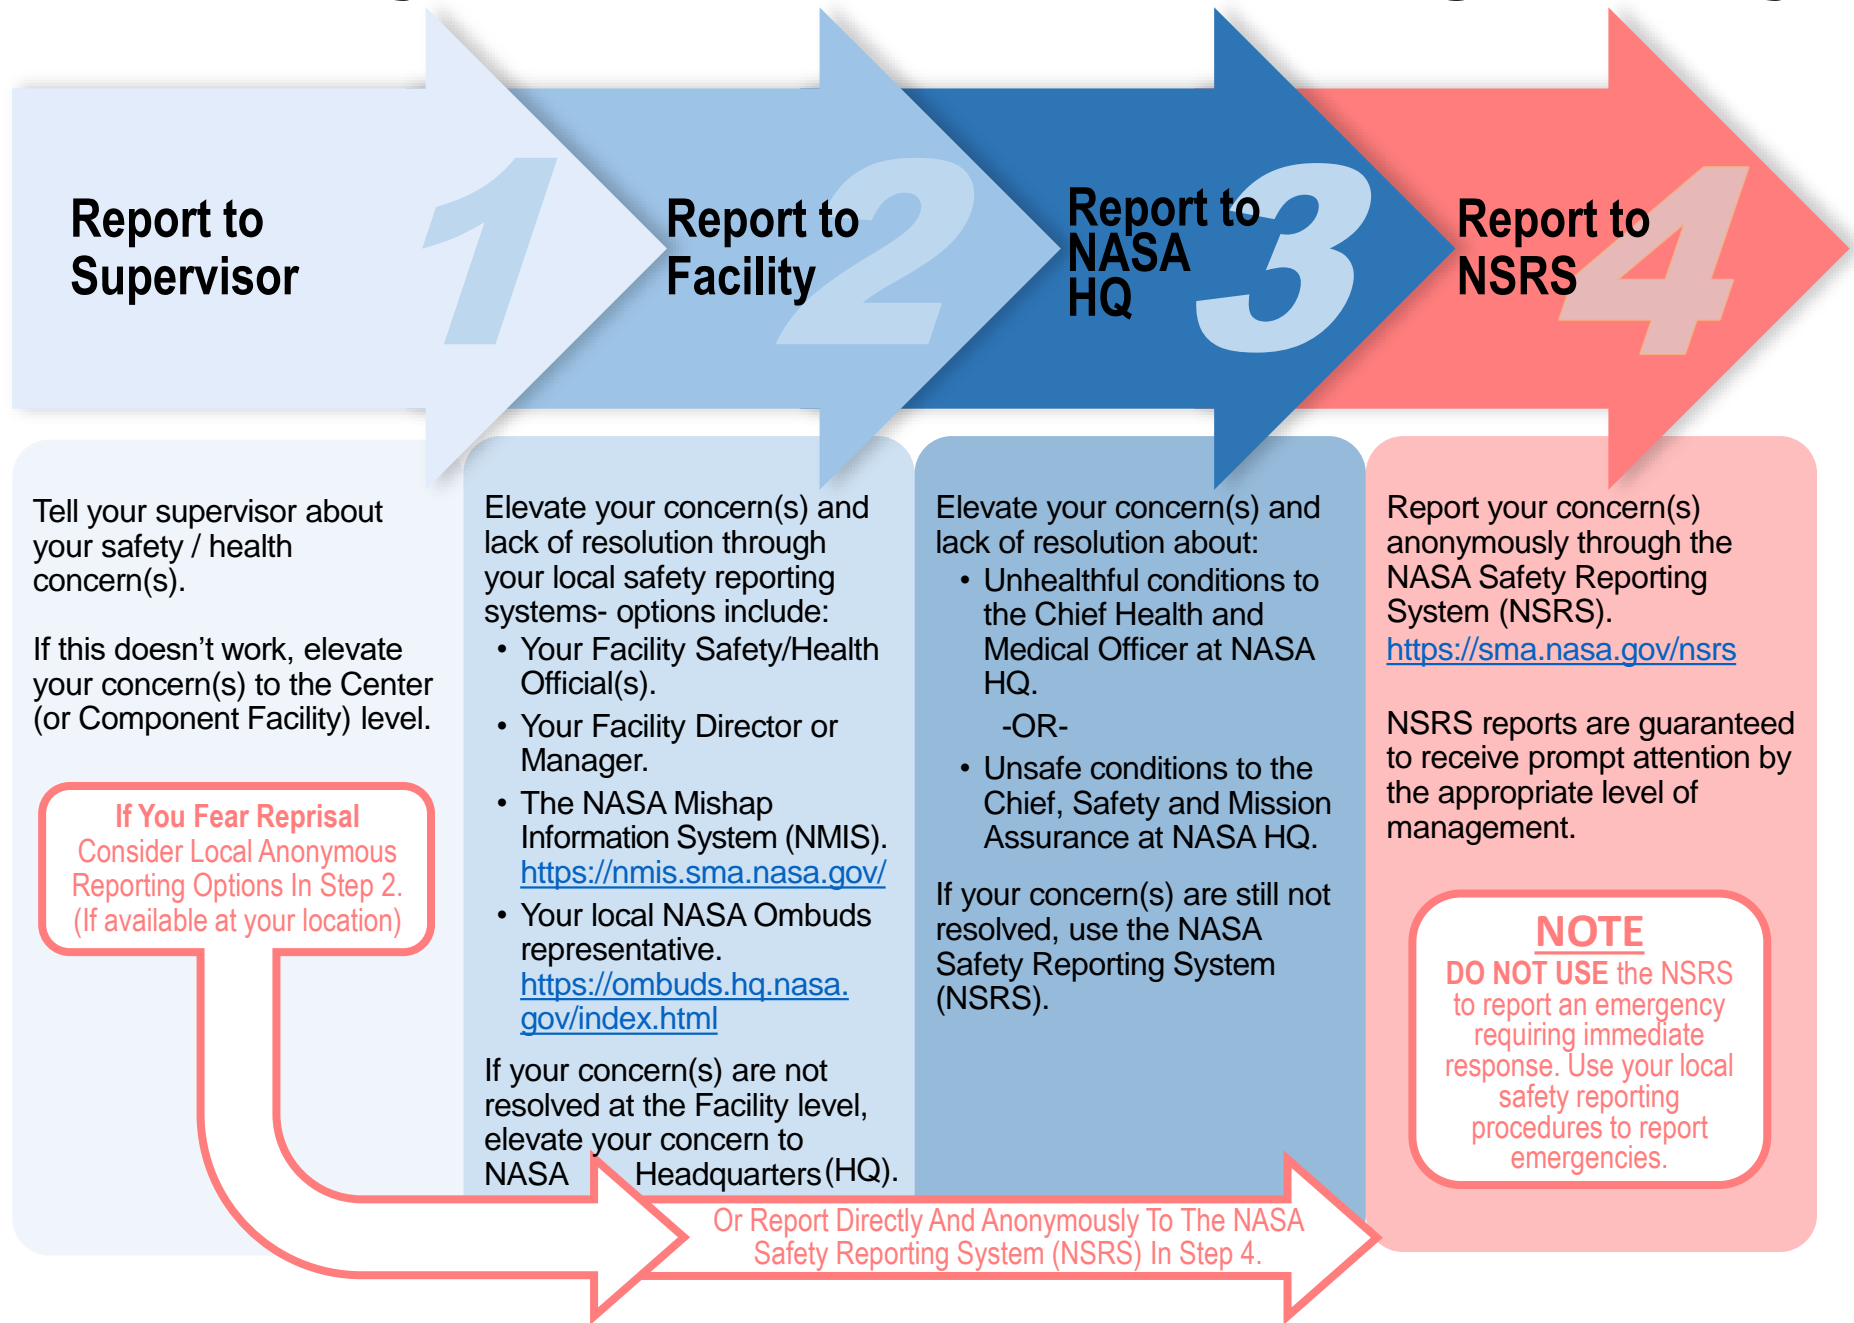 Report to
Supervisor
1
Report to
Facility
2
Report to
NASA
HQ
3
Report to
NSRS
4
Tell your supervisor about
your safety / health
concern(s).
If this doesn’t work, elevate
your concern(s) to the Center
(or Component Facility) level.
If You Fear Reprisal
Consider Local Anonymous
Reporting Options In Step 2.
(If available at your location)
Elevate your concern(s) and
lack of resolution through
your local safety reporting
systems- options include:
• Your Facility Safety/Health
Official(s).
• Your Facility Director or
Manager.
• The NASA Mishap
Information System (NMIS).
https://nmis.sma.nasa.gov/
• Your local NASA Ombuds
representative.
https://ombuds.hq.nasa.
gov/index.html
If your concern(s) are not
resolved at the Facility level,
elevate your concern to
NASA Headquarters (HQ).
Elevate your concern(s) and
lack of resolution about:
• Unhealthful conditions to
the Chief Health and
Medical Officer at NASA
HQ.
-OR-
• Unsafe conditions to the
Chief, Safety and Mission
Assurance at NASA HQ.
If your concern(s) are still not
resolved, use the NASA
Safety Reporting System
(NSRS).
Report your concern(s)
anonymously through the
NASA Safety Reporting
System (NSRS).
https://sma.nasa.gov/nsrs
NSRS reports are guaranteed
to receive prompt attention by
the appropriate level of
management.
NOTE
DO NOT USE the NSRS
to report an emergency
requiring immediate
response. Use your local
safety reporting
procedures to report
emergencies.
Or Report Directly And Anonymously To The NASA
Safety Reporting System (NSRS) In Step 4.